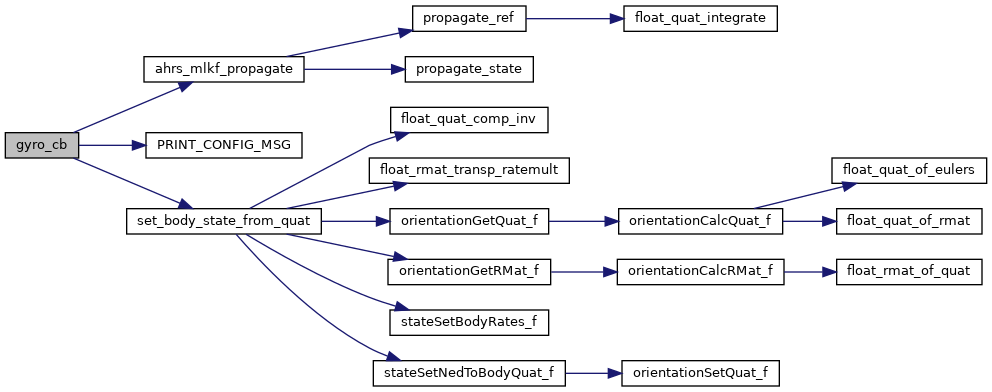 propagate_ref
float_quat_integrate
ahrs_mlkf_propagate
propagate_state
float_quat_comp_inv
gyro_cb
PRINT_CONFIG_MSG
float_rmat_transp_ratemult
float_quat_of_eulers
set_body_state_from_quat
orientationGetQuat_f
orientationCalcQuat_f
float_quat_of_rmat
orientationGetRMat_f
orientationCalcRMat_f
float_rmat_of_quat
stateSetBodyRates_f
stateSetNedToBodyQuat_f
orientationSetQuat_f